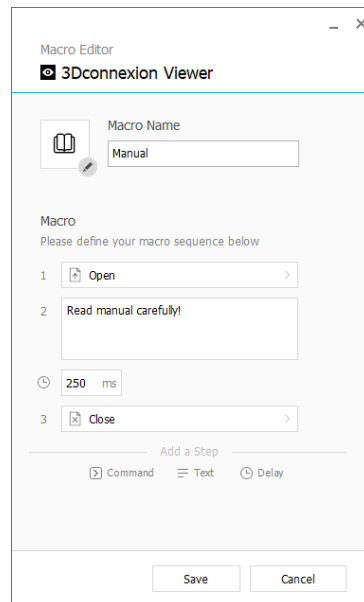 Macro Editor
3Dconnexion Viewer
Macro Name
Manual
Macro
Please define your macro sequence below
1 Open
2 Read manual carefully!
250 ms
3 Close
Add a Step
Command Text Delay
Save Cancel